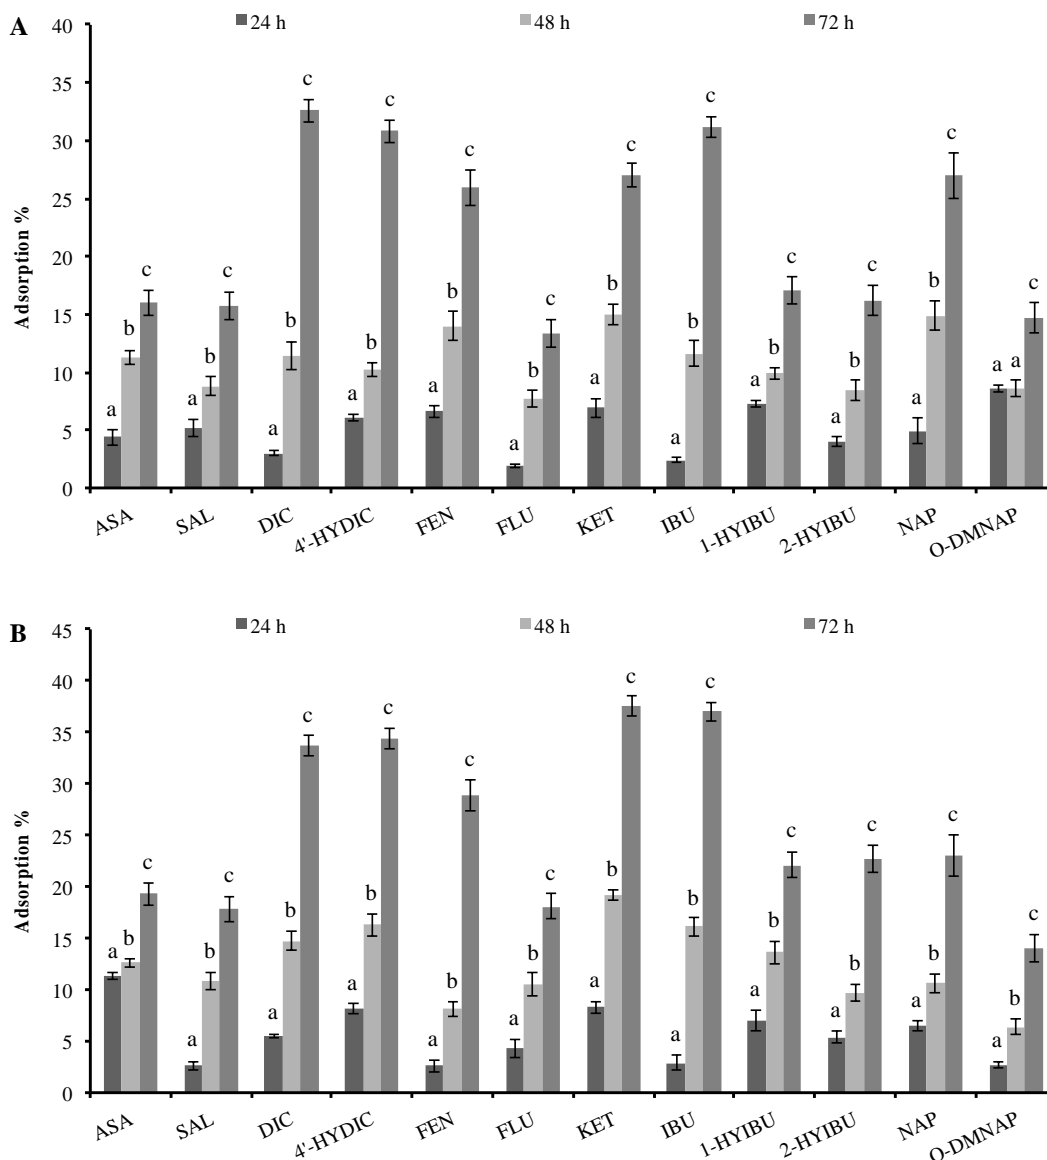 A
24 h 48 h 72 h
40
35
30
25
20
15
10
5
0
Adsorption %
a b c a b c a b c a b c a b c a b c a b c a b c a b c a b c a b c a a c
ASA SAL DIC 4'-HYDIC FEN FLU KET IBU 1-HYIBU 2-HYIBU NAP O-DMNAP
B
24 h 48 h 72 h
45
40
35
30
25
20
15
10
5
0
Adsorption %
a b c a b c a b c a b c a b c a b c a b c a b c a b c a b c a b c a b c
ASA SAL DIC 4'-HYDIC FEN FLU KET IBU 1-HYIBU 2-HYIBU NAP O-DMNAP